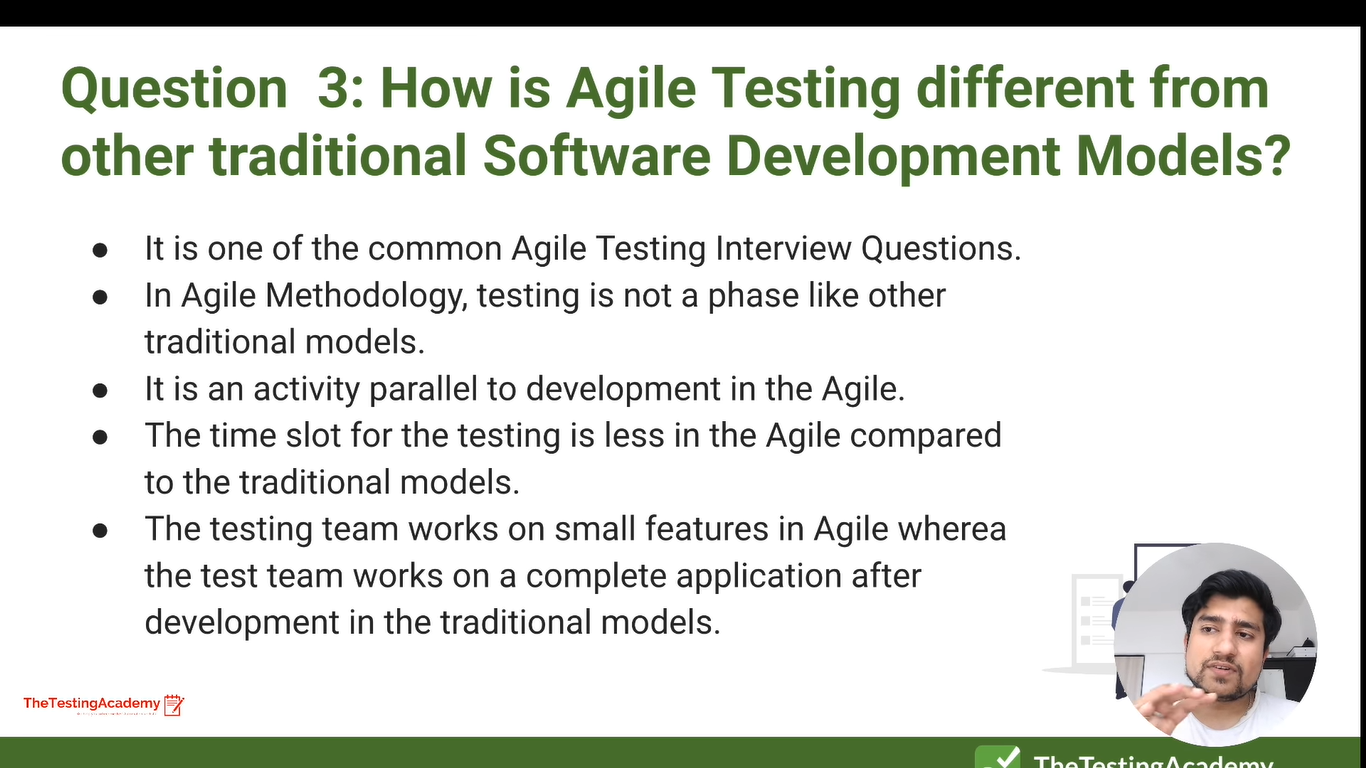 Question 3: How is Agile Testing different from
other traditional Software Development Models?
● It is one of the common Agile Testing Interview Questions.
● In Agile Methodology, testing is not a phase like other
traditional models.
● It is an activity parallel to development in the Agile.
● The time slot for the testing is less in the Agile compared
to the traditional models.
● The testing team works on small features in Agile wherea
the test team works on a complete application after
development in the traditional models.
TheTestingAcademy
TheTestingAcademy